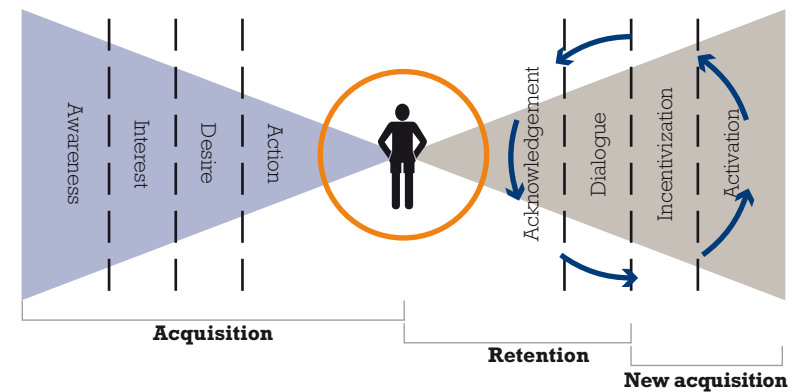 Awareness
Interest
Desire
Action
Acknowledgement
Dialogue
Incentivization
Activation
Acquisition
Retention
New acquisition